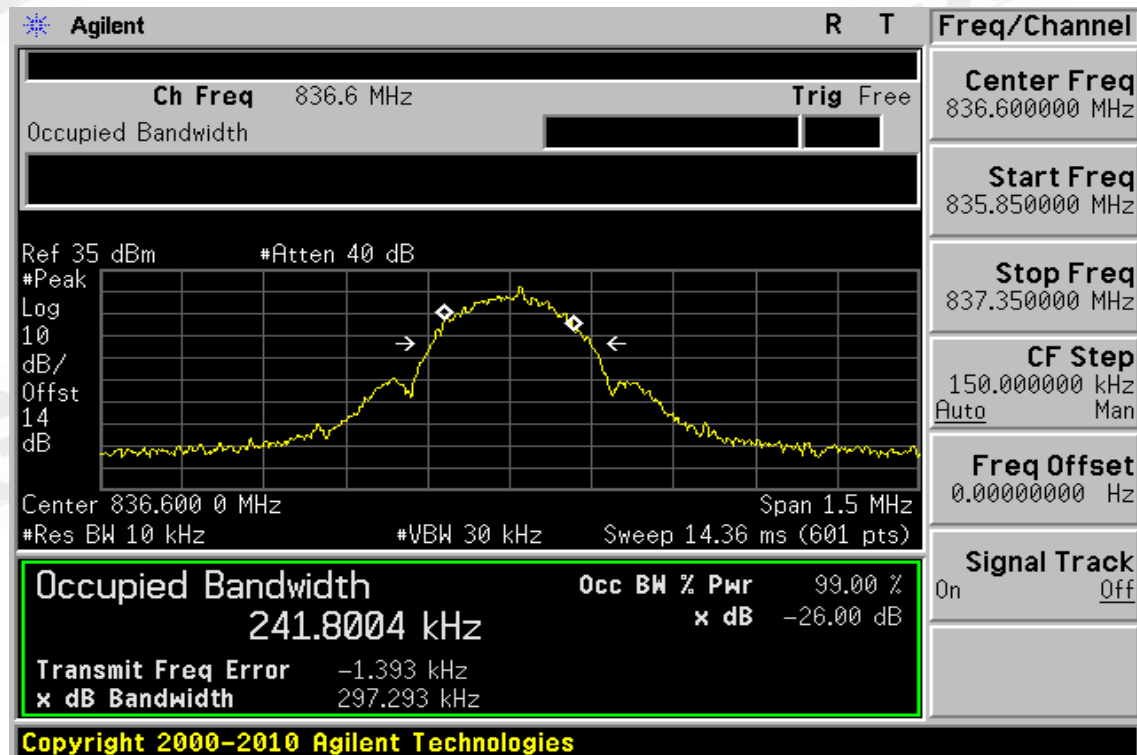 Agilent R T
Ch Freq 836.6 MHz Trig Free
Occupied Bandwidth
Ref 35 dBm #Atten 40 dB
#Peak
Log
10
dB/
Offst
14
dB
Center 836.600 0 MHz Span 1.5 MHz
#Res BW 10 kHz #VBW 30 kHz Sweep 14.36 ms (601 pts)
Occupied Bandwidth
241.8004 kHz
Occ BW % Pwr 99.00 %
x dB -26.00 dB
Transmit Freq Error -1.393 kHz
x dB Bandwidth 297.293 kHz
Copyright 2000-2010 Agilent Technologies
Freq/Channel
Center Freq
836.600000 MHz
Start Freq
835.850000 MHz
Stop Freq
837.350000 MHz
CF Step
150.000000 kHz
Auto Man
Freq Offset
0.00000000 Hz
Signal Track
On Off